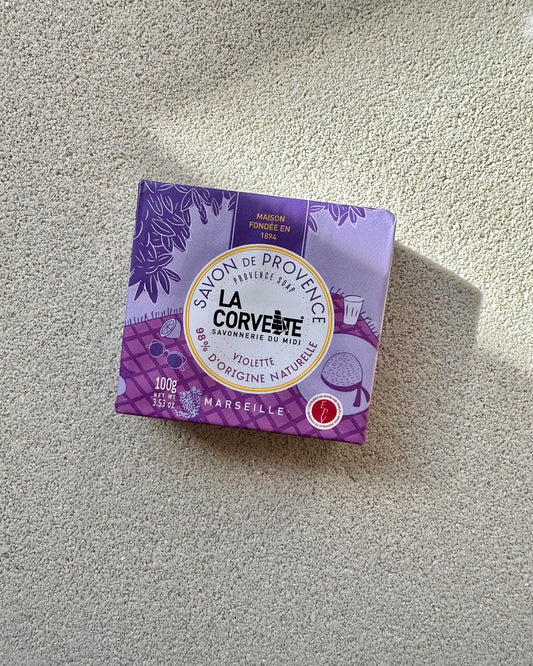 MAISON
FONDÉE EN
1894
SAVON DE PROVENCE
PROVENCE SOAP
LA
CORVETTE
SAVONNERIE DU MIDI
VIOLETTE
98% D'ORIGINE NATURELLE
100g
NET WT
3.53 OZ
MARSEILLE